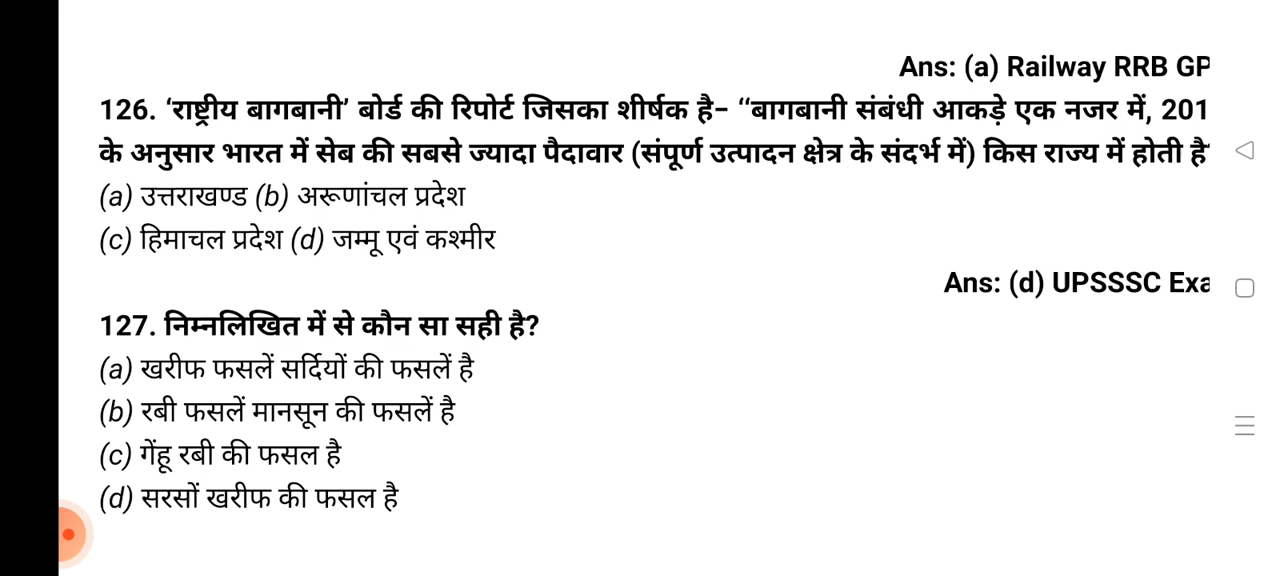 Ans: (a) Railway RRB GP
126. ‘राष्ट्रीय बागबानी’ बोर्ड की रिपोर्ट जिसका शीर्षक है– “बागबानी संबंधी आकड़े एक नजर में, 201
के अनुसार भारत में सेब की सबसे ज्यादा पैदावार (संपूर्ण उत्पादन क्षेत्र के संदर्भ में) किस राज्य में होती है
(a) उत्तराखण्ड (b) अरूणांचल प्रदेश
(c) हिमाचल प्रदेश (d) जम्मू एवं कश्मीर
Ans: (d) UPSSSC Exa
127. निम्नलिखित में से कौन सा सही है?
(a) खरीफ फसलें सर्दियों की फसलें है
(b) रबी फसलें मानसून की फसलें है
(c) गेंहू रबी की फसल है
(d) सरसों खरीफ की फसल है